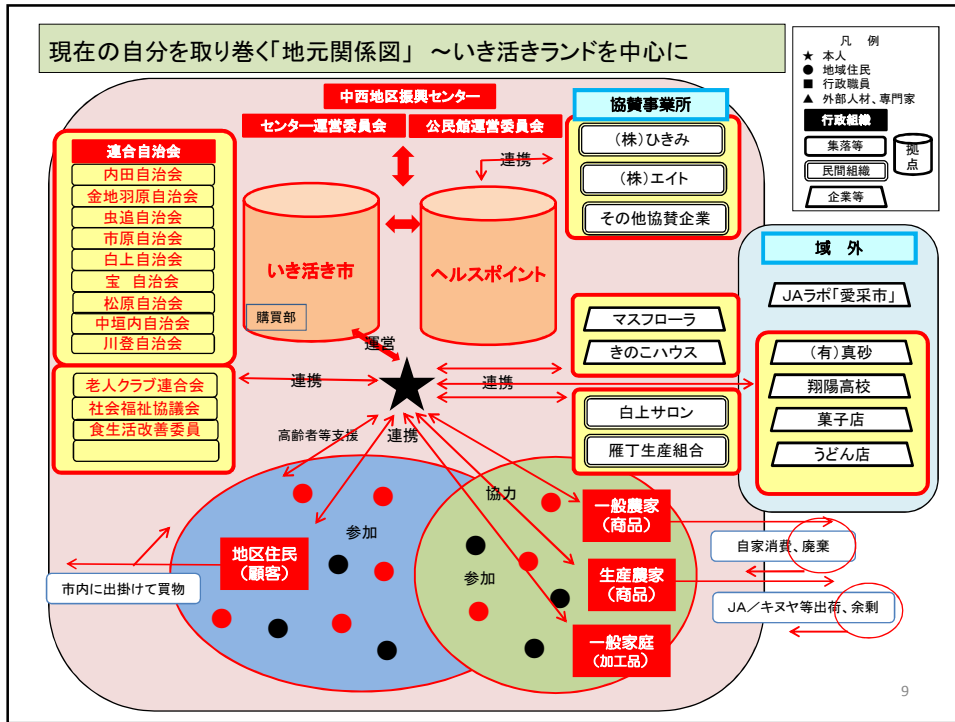 現在の自分を取り巻く「地元関係図」 ～いき活きランドを中心に
凡 例
★ 本人
● 地域住民
■ 行政職員
▲ 外部人材、専門家
行政組織
集落等
民間組織
企業等
拠点
中西地区振興センター
センター運営委員会
公民館運営委員会
連合自治会
内田自治会
金地羽原自治会
虫追自治会
市原自治会
白上自治会
宝 自治会
松原自治会
中垣内自治会
川登自治会
老人クラブ連合会
社会福祉協議会
食生活改善委員
いき活き市
購買部
ヘルスポイント
連携
協賛事業所
（株）ひきみ
（株）エイト
その他協賛企業
マスフローラ
きのこハウス
白上サロン
雁丁生産組合
域 外
JAラポ「愛采市」
（有）真砂
翔陽高校
菓子店
うどん店
運営
連携
連携
高齢者等支援
連携
参加
地区住民
（顧客）
市内に出掛けて買物
協力
参加
一般農家
（商品）
生産農家
（商品）
一般家庭
（加工品）
自家消費、廃棄
JA／キヌヤ等出荷、余剰
9